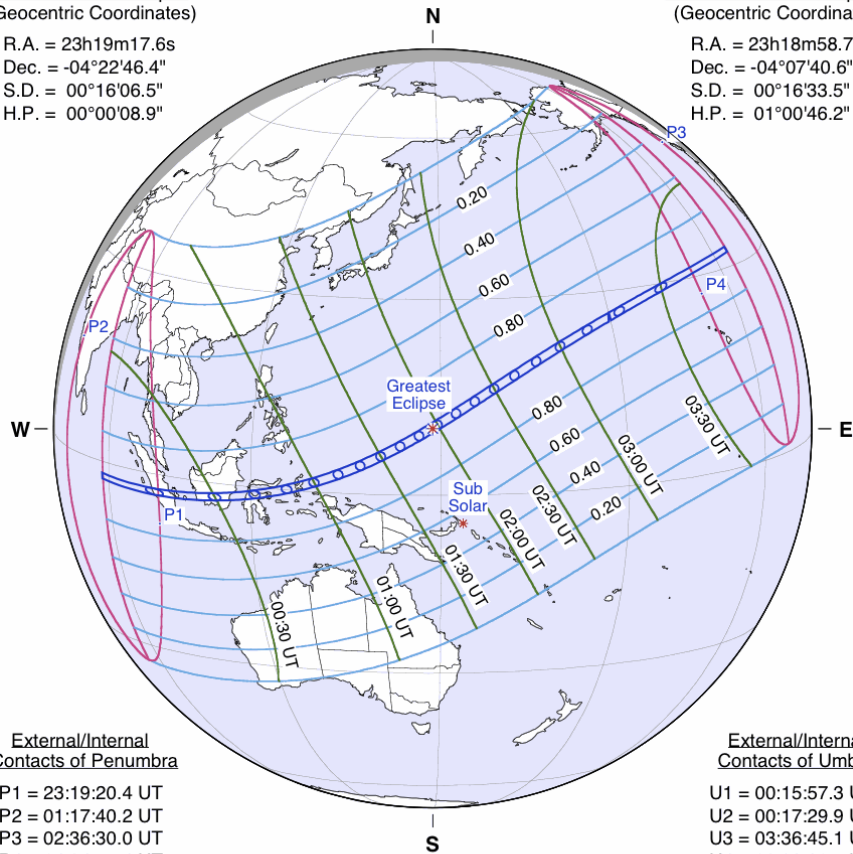 Geocentric Coordinates)
R.A. = 23h19m17.6s
Dec. = -04°22'46.4"
S.D. = 00°16'06.5"
H.P. = 00°00'08.9"
(Geocentric Coordina
R.A. = 23h18m58.7
Dec. = -04°07'40.6"
S.D. = 00°16'33.5"
H.P. = 01°00'46.2"
N
P3
0.20
0.40
0.60
0.80
P4
P2
Greatest
Eclipse
W
E
0.80
0.60
0.40
0.20
Sub
Solar
P1
03:30 UT
03:00 UT
02:30 UT
02:00 UT
01:30 UT
01:00 UT
00:30 UT
External/Internal
Contacts of Penumbra
P1 = 23:19:20.4 UT
P2 = 01:17:40.2 UT
P3 = 02:36:30.0 UT
External/Interna
Contacts of Umb
U1 = 00:15:57.3 U
U2 = 00:17:29.9 U
U3 = 03:36:45.1 U
S